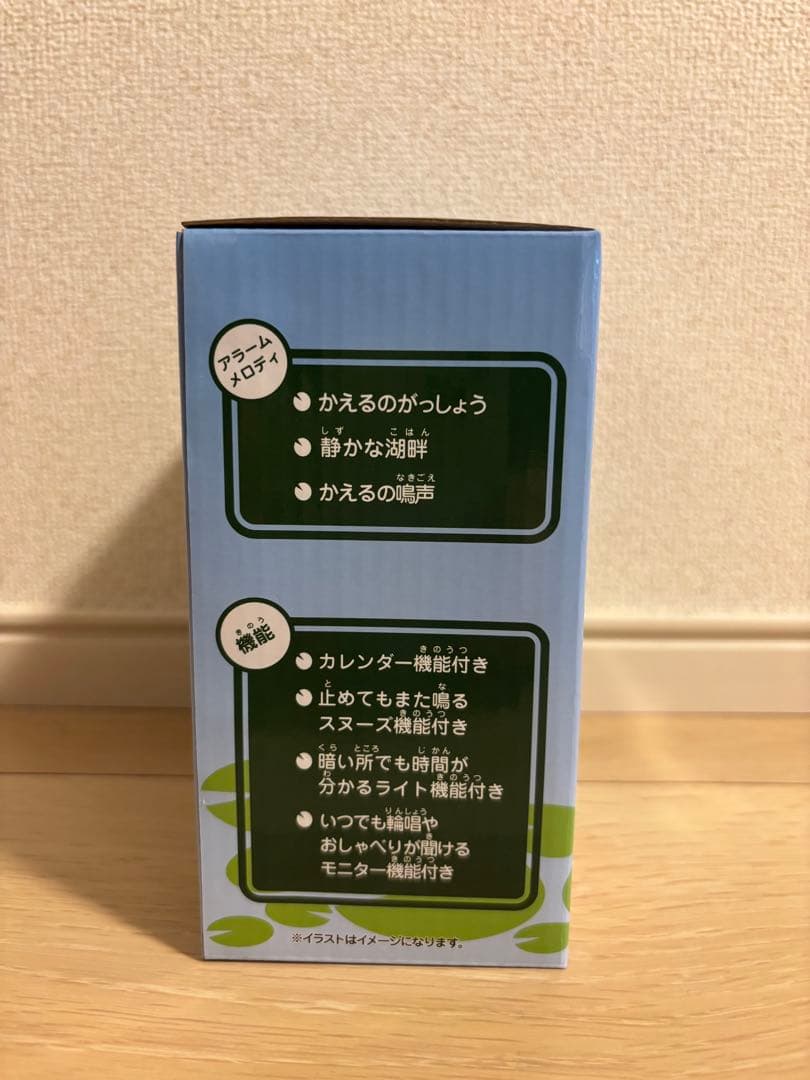 アラーム
メロディ
かえるのがっしょう
しず こはん
静かな湖畔
なきごえ
かえるの鳴声
きのう
機能
きのうつ
カレンダー機能付き
と な
止めてもまた鳴る
きのうつ
スヌーズ機能付き
くら ところ じかん
暗い所でも時間が
わ きのうつ
分かるライト機能付き
りんしょう
いつでも輪唱や
き
おしゃべりが聞ける
きのうつ
モニター機能付き
※イラストはイメージになります。